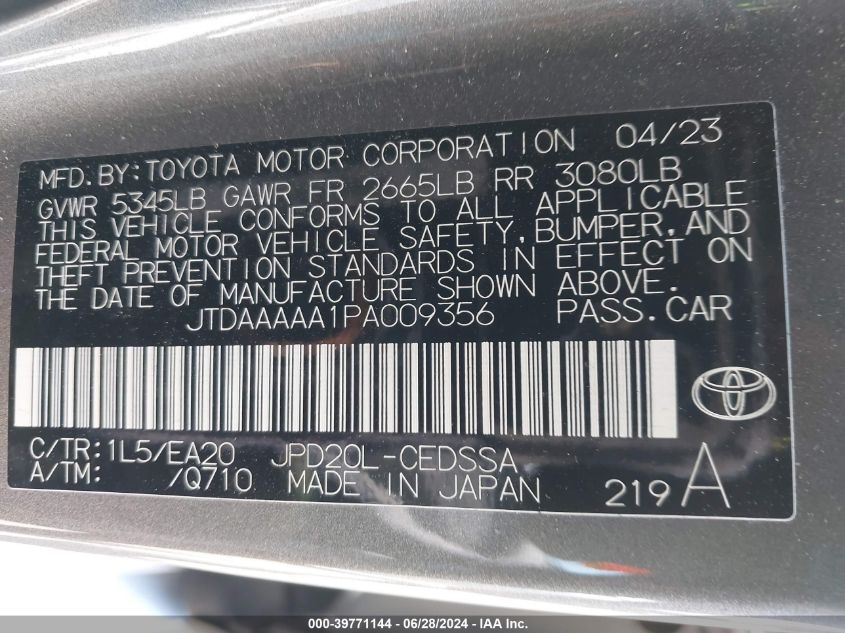 MFD.BY:TOYOTA MOTOR CORPORATION 04/23
GVWR 5345LB GAWR FR 2665LB RR 3080LB
THIS VEHICLE CONFORMS TO ALL APPLICABLE
FEDERAL MOTOR VEHICLE SAFETY,BUMPER,AND
THEFT PREVENTION STANDARDS IN EFFECT ON
THE DATE OF MANUFACTURE SHOWN ABOVE.
JTDAAAAA1PA009356 PASS.CAR
C/TR:1L5/EA20 JPD20L-CEDSSA
A/TM: /Q710 MADE IN JAPAN 219A
000-39771144 / 06/28/2024 - IAA Inc.